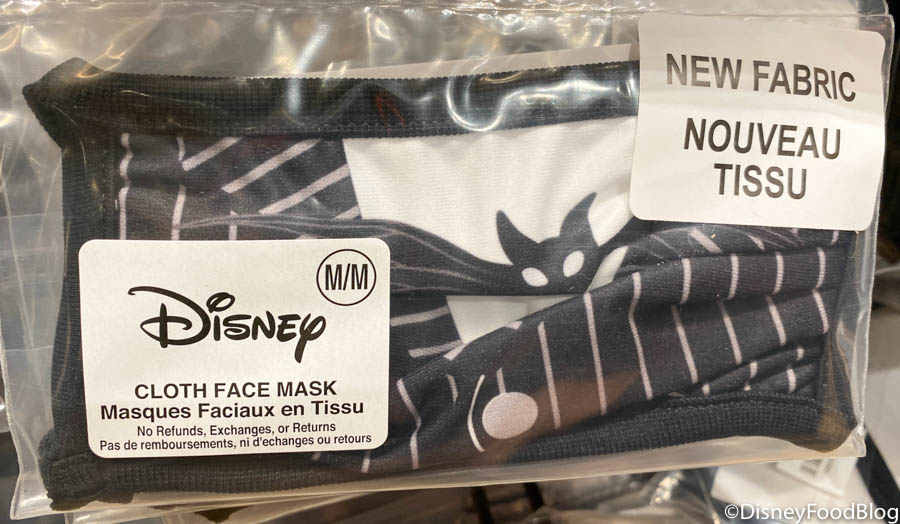 NEW FABRIC
NOUVEAU
TISSU
M/M
Disney
CLOTH FACE MASK
Masques Faciaux en Tissu
No Refunds, Exchanges, or Returns
Pas de remboursements, ni d'echanges ou retours
©DisneyFoodBlog